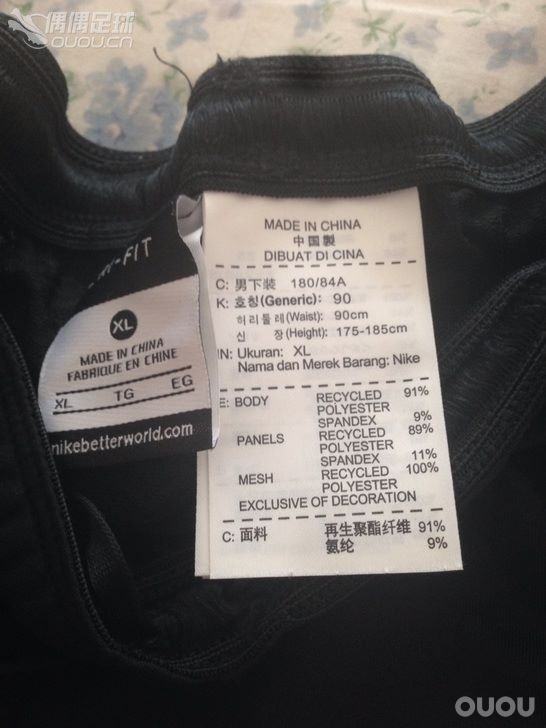 偶偶足球
OUOU.CN
-FIT
XL
MADE IN CHINA
FABRIQUE EN CHINE
XL TG EG
nikebetterworld.com
MADE IN CHINA
中国製
DIBUAT DI CINA
C: 男下装 180/84A
K: 호칭(Generic): 90
허리둘레(Waist): 90cm
신 장(Height): 175-185cm
IN: Ukuran: XL
Nama dan Merek Barang: Nike
E: BODY RECYCLED 91%
POLYESTER
SPANDEX 9%
PANELS RECYCLED 89%
POLYESTER
SPANDEX 11%
MESH RECYCLED 100%
POLYESTER
EXCLUSIVE OF DECORATION
C: 面料 再生聚酯纤维 91%
氨纶 9%
OUOU